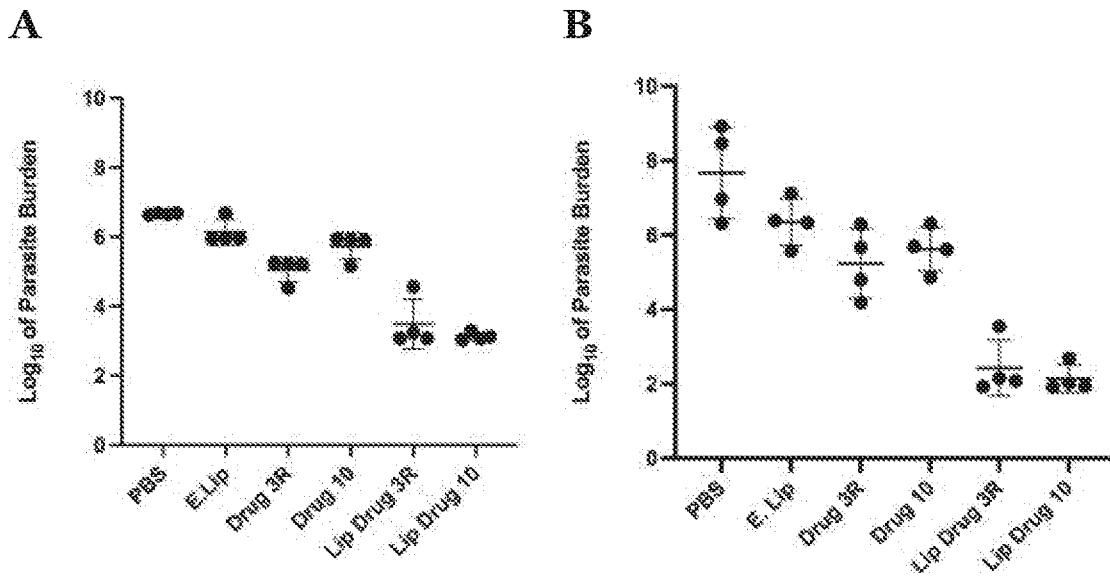 A
B
Log10 of Parasite Burden
10
8
6
4
2
0
PBS
E.Lip
Drug 3R
Drug 10
Lip Drug 3R
Lip Drug 10
Log10 of Parasite Burden
10
8
6
4
2
0
PBS
E. Lip
Drug 3R
Drug 10
Lip Drug 3R
Lip Drug 10